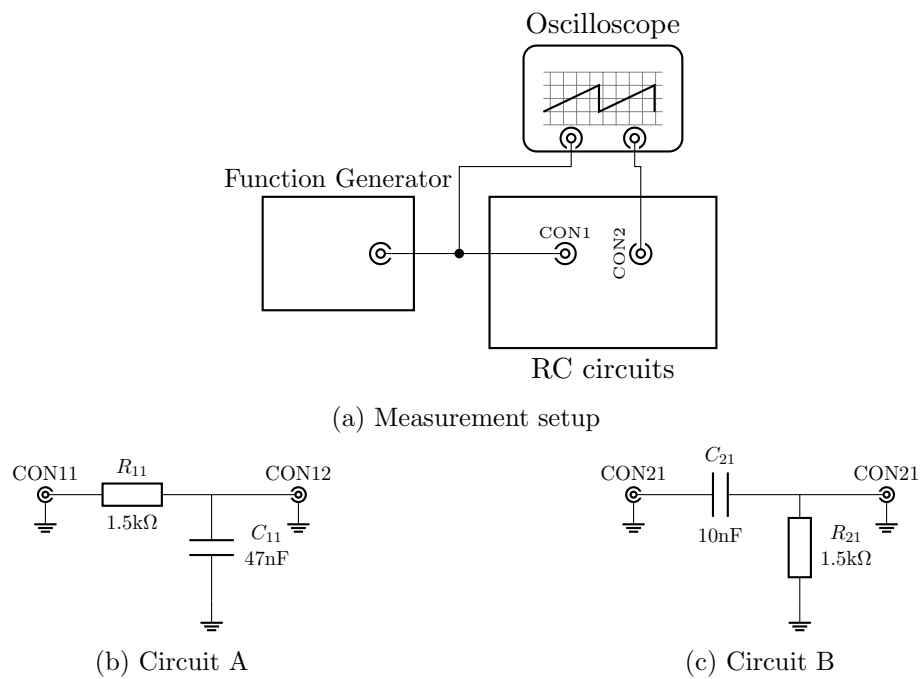 Oscilloscope
Function Generator
CON1
CON2
RC circuits
(a) Measurement setup
CON11
R11
CON12
1.5kΩ
C11
47nF
(b) Circuit A
CON21
C21
CON21
10nF
R21
1.5kΩ
(c) Circuit B